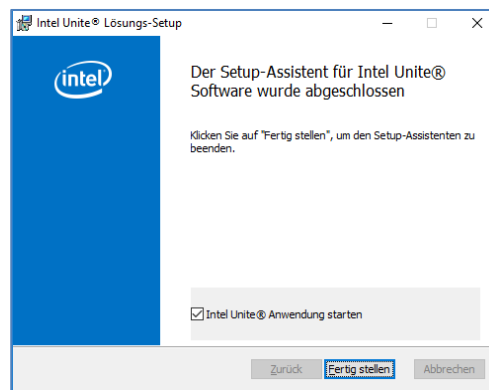 Intel Unite® Lösungs-Setup
intel
Der Setup-Assistent für Intel Unite®
Software wurde abgeschlossen
Klicken Sie auf "Fertig stellen", um den Setup-Assistenten zu
beenden.
Intel Unite® Anwendung starten
Zurück Fertig stellen Abbrechen